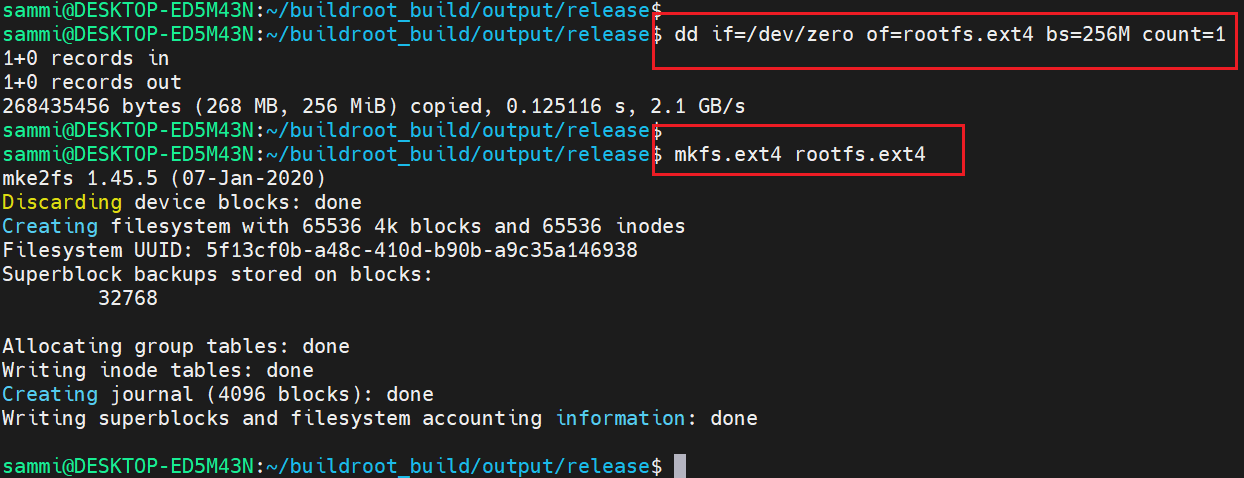 sammi@DESKTOP-ED5M43N:~/buildroot_build/output/release$
sammi@DESKTOP-ED5M43N:~/buildroot_build/output/release$ dd if=/dev/zero of=rootfs.ext4 bs=256M count=1
1+0 records in
1+0 records out
268435456 bytes (268 MB, 256 MiB) copied, 0.125116 s, 2.1 GB/s
sammi@DESKTOP-ED5M43N:~/buildroot_build/output/release$
sammi@DESKTOP-ED5M43N:~/buildroot_build/output/release$ mkfs.ext4 rootfs.ext4
mke2fs 1.45.5 (07-Jan-2020)
Discarding device blocks: done
Creating filesystem with 65536 4k blocks and 65536 inodes
Filesystem UUID: 5f13cf0b-a48c-410d-b90b-a9c35a146938
Superblock backups stored on blocks:
        32768

Allocating group tables: done
Writing inode tables: done
Creating journal (4096 blocks): done
Writing superblocks and filesystem accounting information: done

sammi@DESKTOP-ED5M43N:~/buildroot_build/output/release$